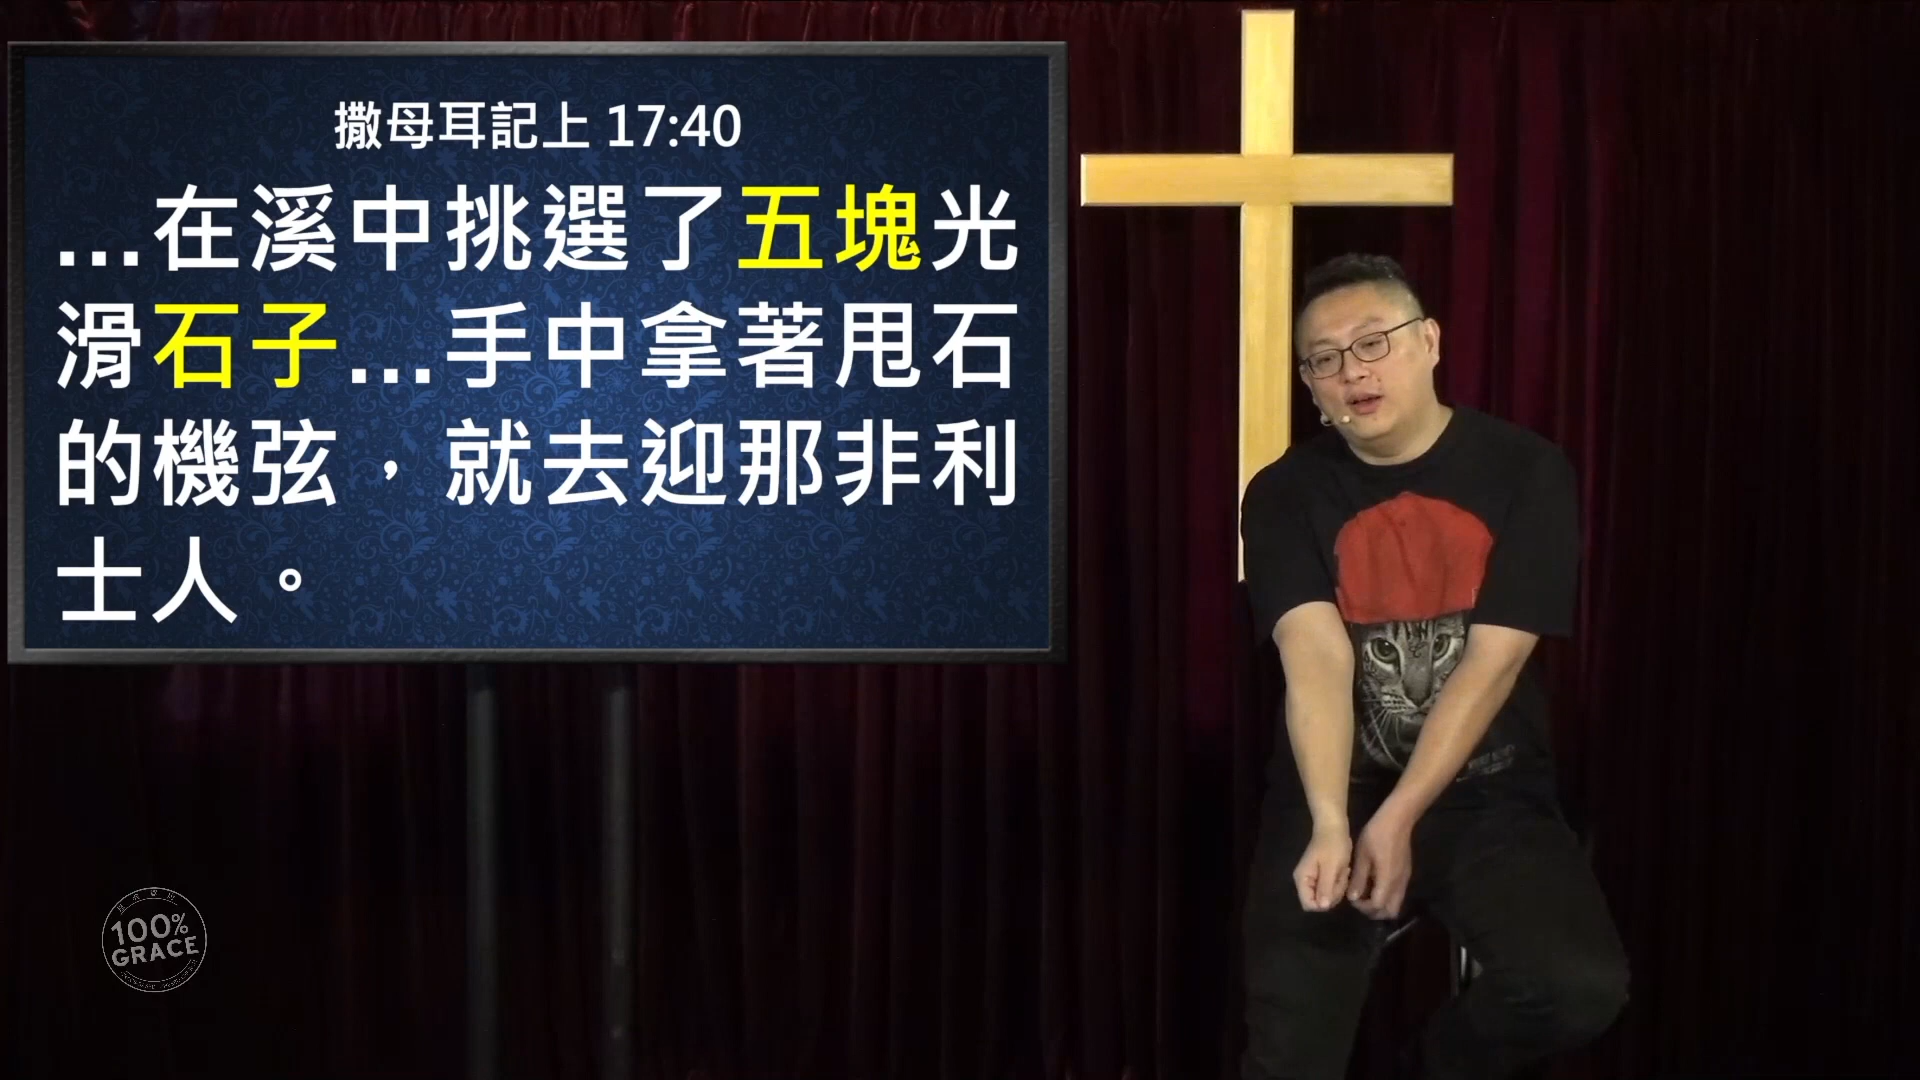 撒母耳記上 17:40
...在溪中挑選了五塊光
滑石子...手中拿著甩石
的機弦，就去迎那非利
士人。
100%
GRACE